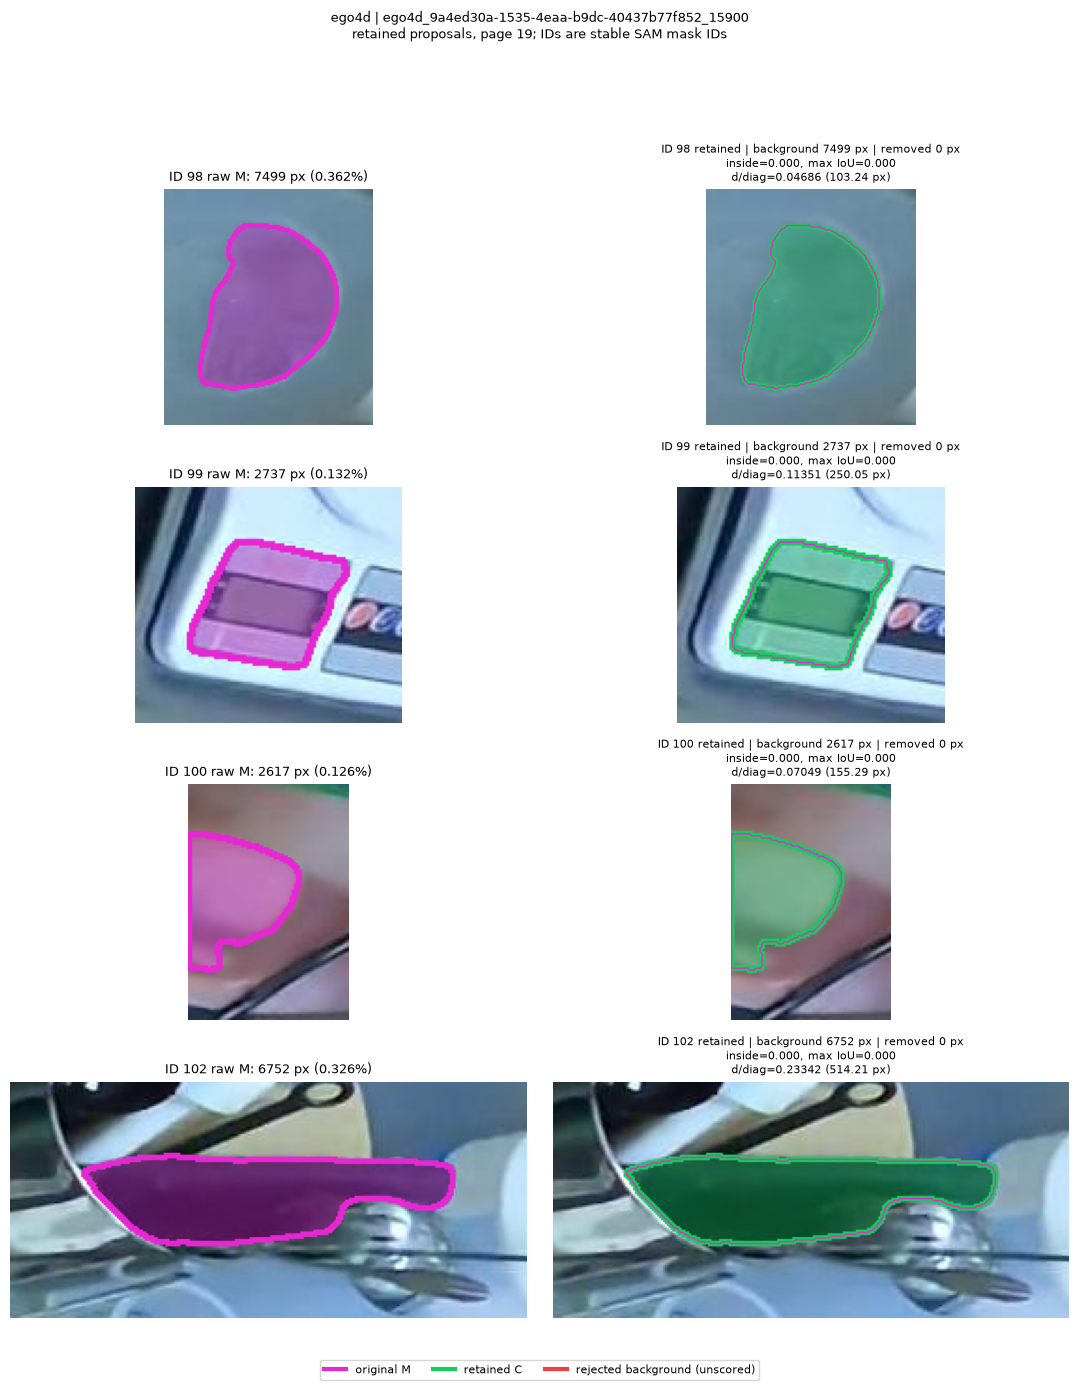 ego4d | ego4d_9a4ed30a-1535-4eaa-b9dc-40437b77f852_15900
retained proposals, page 19; IDs are stable SAM mask IDs
ID 98 raw M: 7499 px (0.362%)
ID 98 retained | background 7499 px | removed 0 px
inside=0.000, max IoU=0.000
d/diag=0.04686 (103.24 px)
ID 99 raw M: 2737 px (0.132%)
ID 99 retained | background 2737 px | removed 0 px
inside=0.000, max IoU=0.000
d/diag=0.11351 (250.05 px)
ID 100 raw M: 2617 px (0.126%)
ID 100 retained | background 2617 px | removed 0 px
inside=0.000, max IoU=0.000
d/diag=0.07049 (155.29 px)
ID 102 raw M: 6752 px (0.326%)
ID 102 retained | background 6752 px | removed 0 px
inside=0.000, max IoU=0.000
d/diag=0.23342 (514.21 px)
original M
retained C
rejected background (unscored)